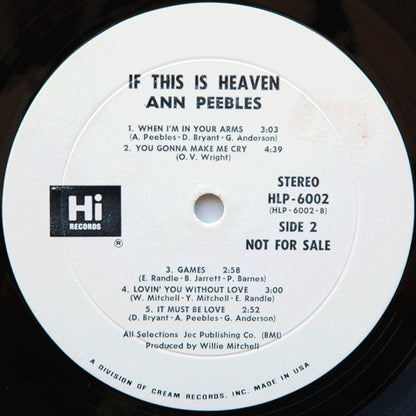 IF THIS IS HEAVEN
ANN PEEBLES
1. WHEN I'M IN YOUR ARMS 3:03
(A. Peebles - D. Bryant - G. Anderson)
2. YOU GONNA MAKE ME CRY 4:39
(O. V. Wright)
Hi
RECORDS
®
STEREO
HLP-6002
(HLP-6002-B)
SIDE 2
NOT FOR SALE
3. GAMES 2:58
(E. Randle - B. Jarrett - P. Barnes)
4. LOVIN' YOU WITHOUT LOVE 3:00
(W. Mitchell - Y. Mitchell - E. Randle)
5. IT MUST BE LOVE 2:52
(D. Bryant - A. Peebles - G. Anderson)
All Selections Jec Publishing Co. (BMI)
Produced by Willie Mitchell
A DIVISION OF CREAM RECORDS, INC. MADE IN USA